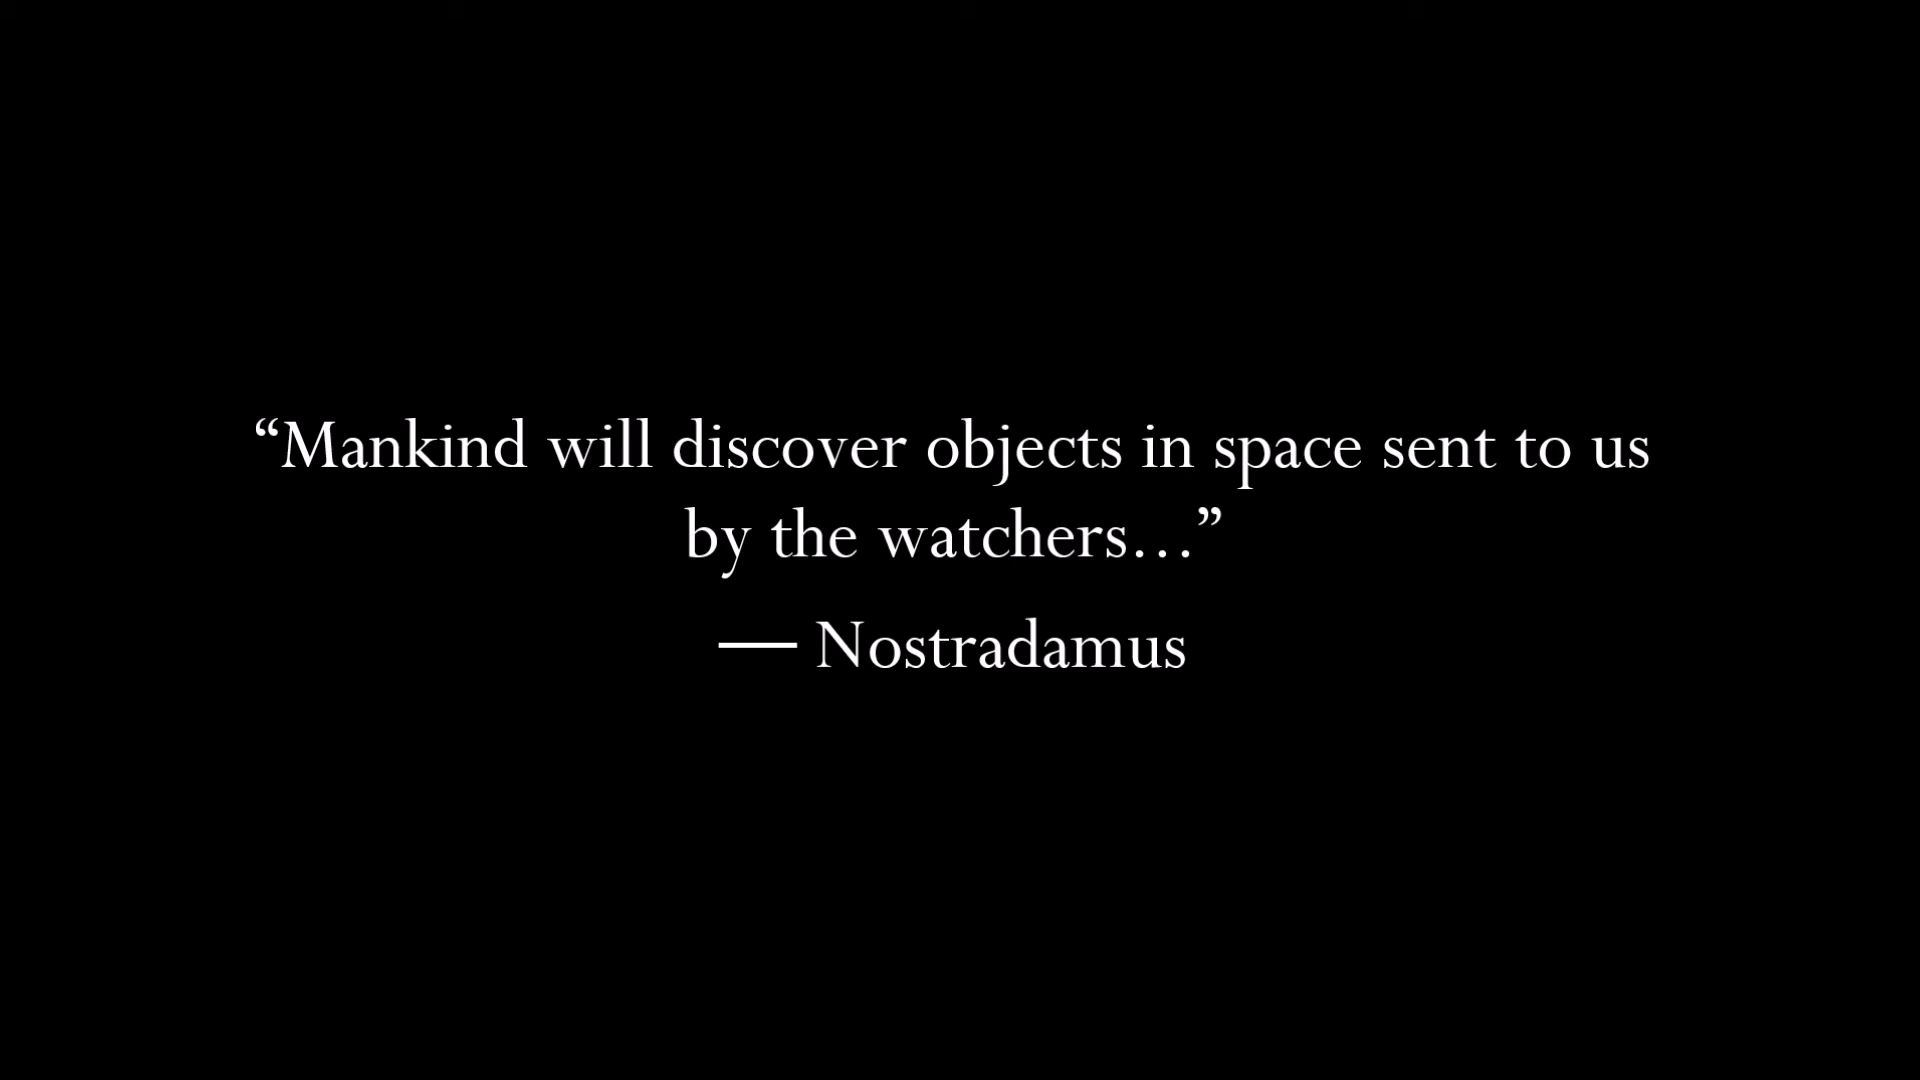 “Mankind will discover objects in space sent to us
by the watchers…”
— Nostradamus